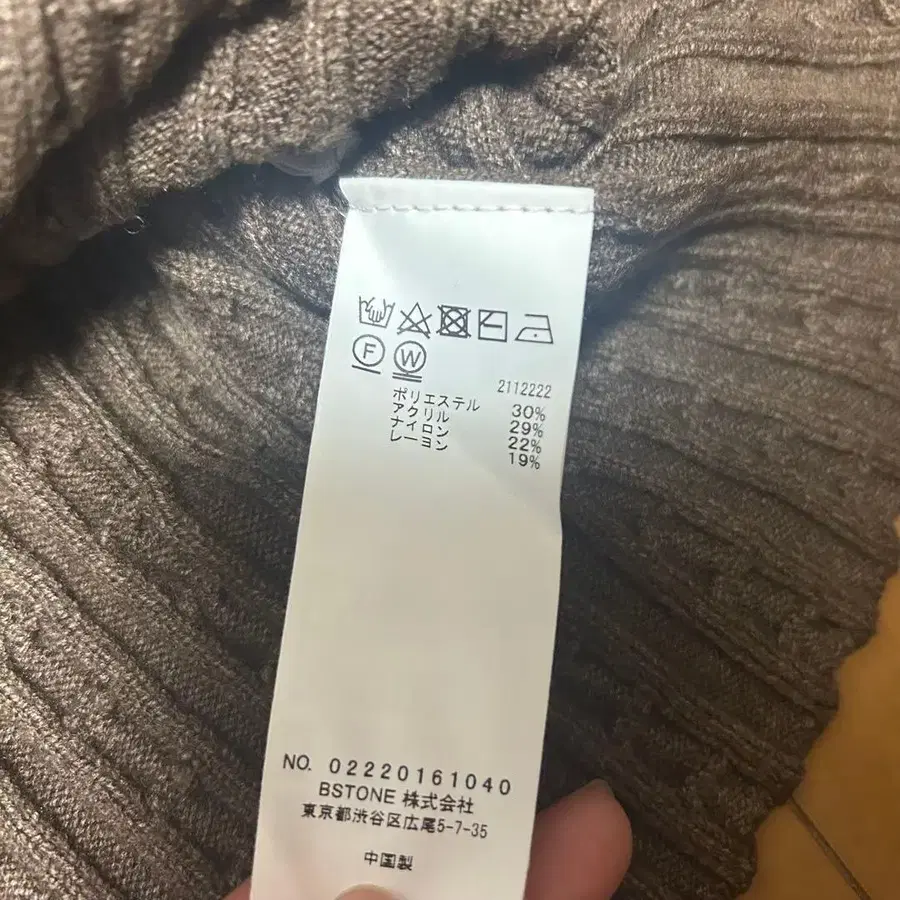 F W
2112222
ポリエステル 30%
アクリル 29%
ナイロン 22%
レーヨン 19%
NO. 02220161040
BSTONE 株式会社
東京都渋谷区広尾5-7-35
中国製